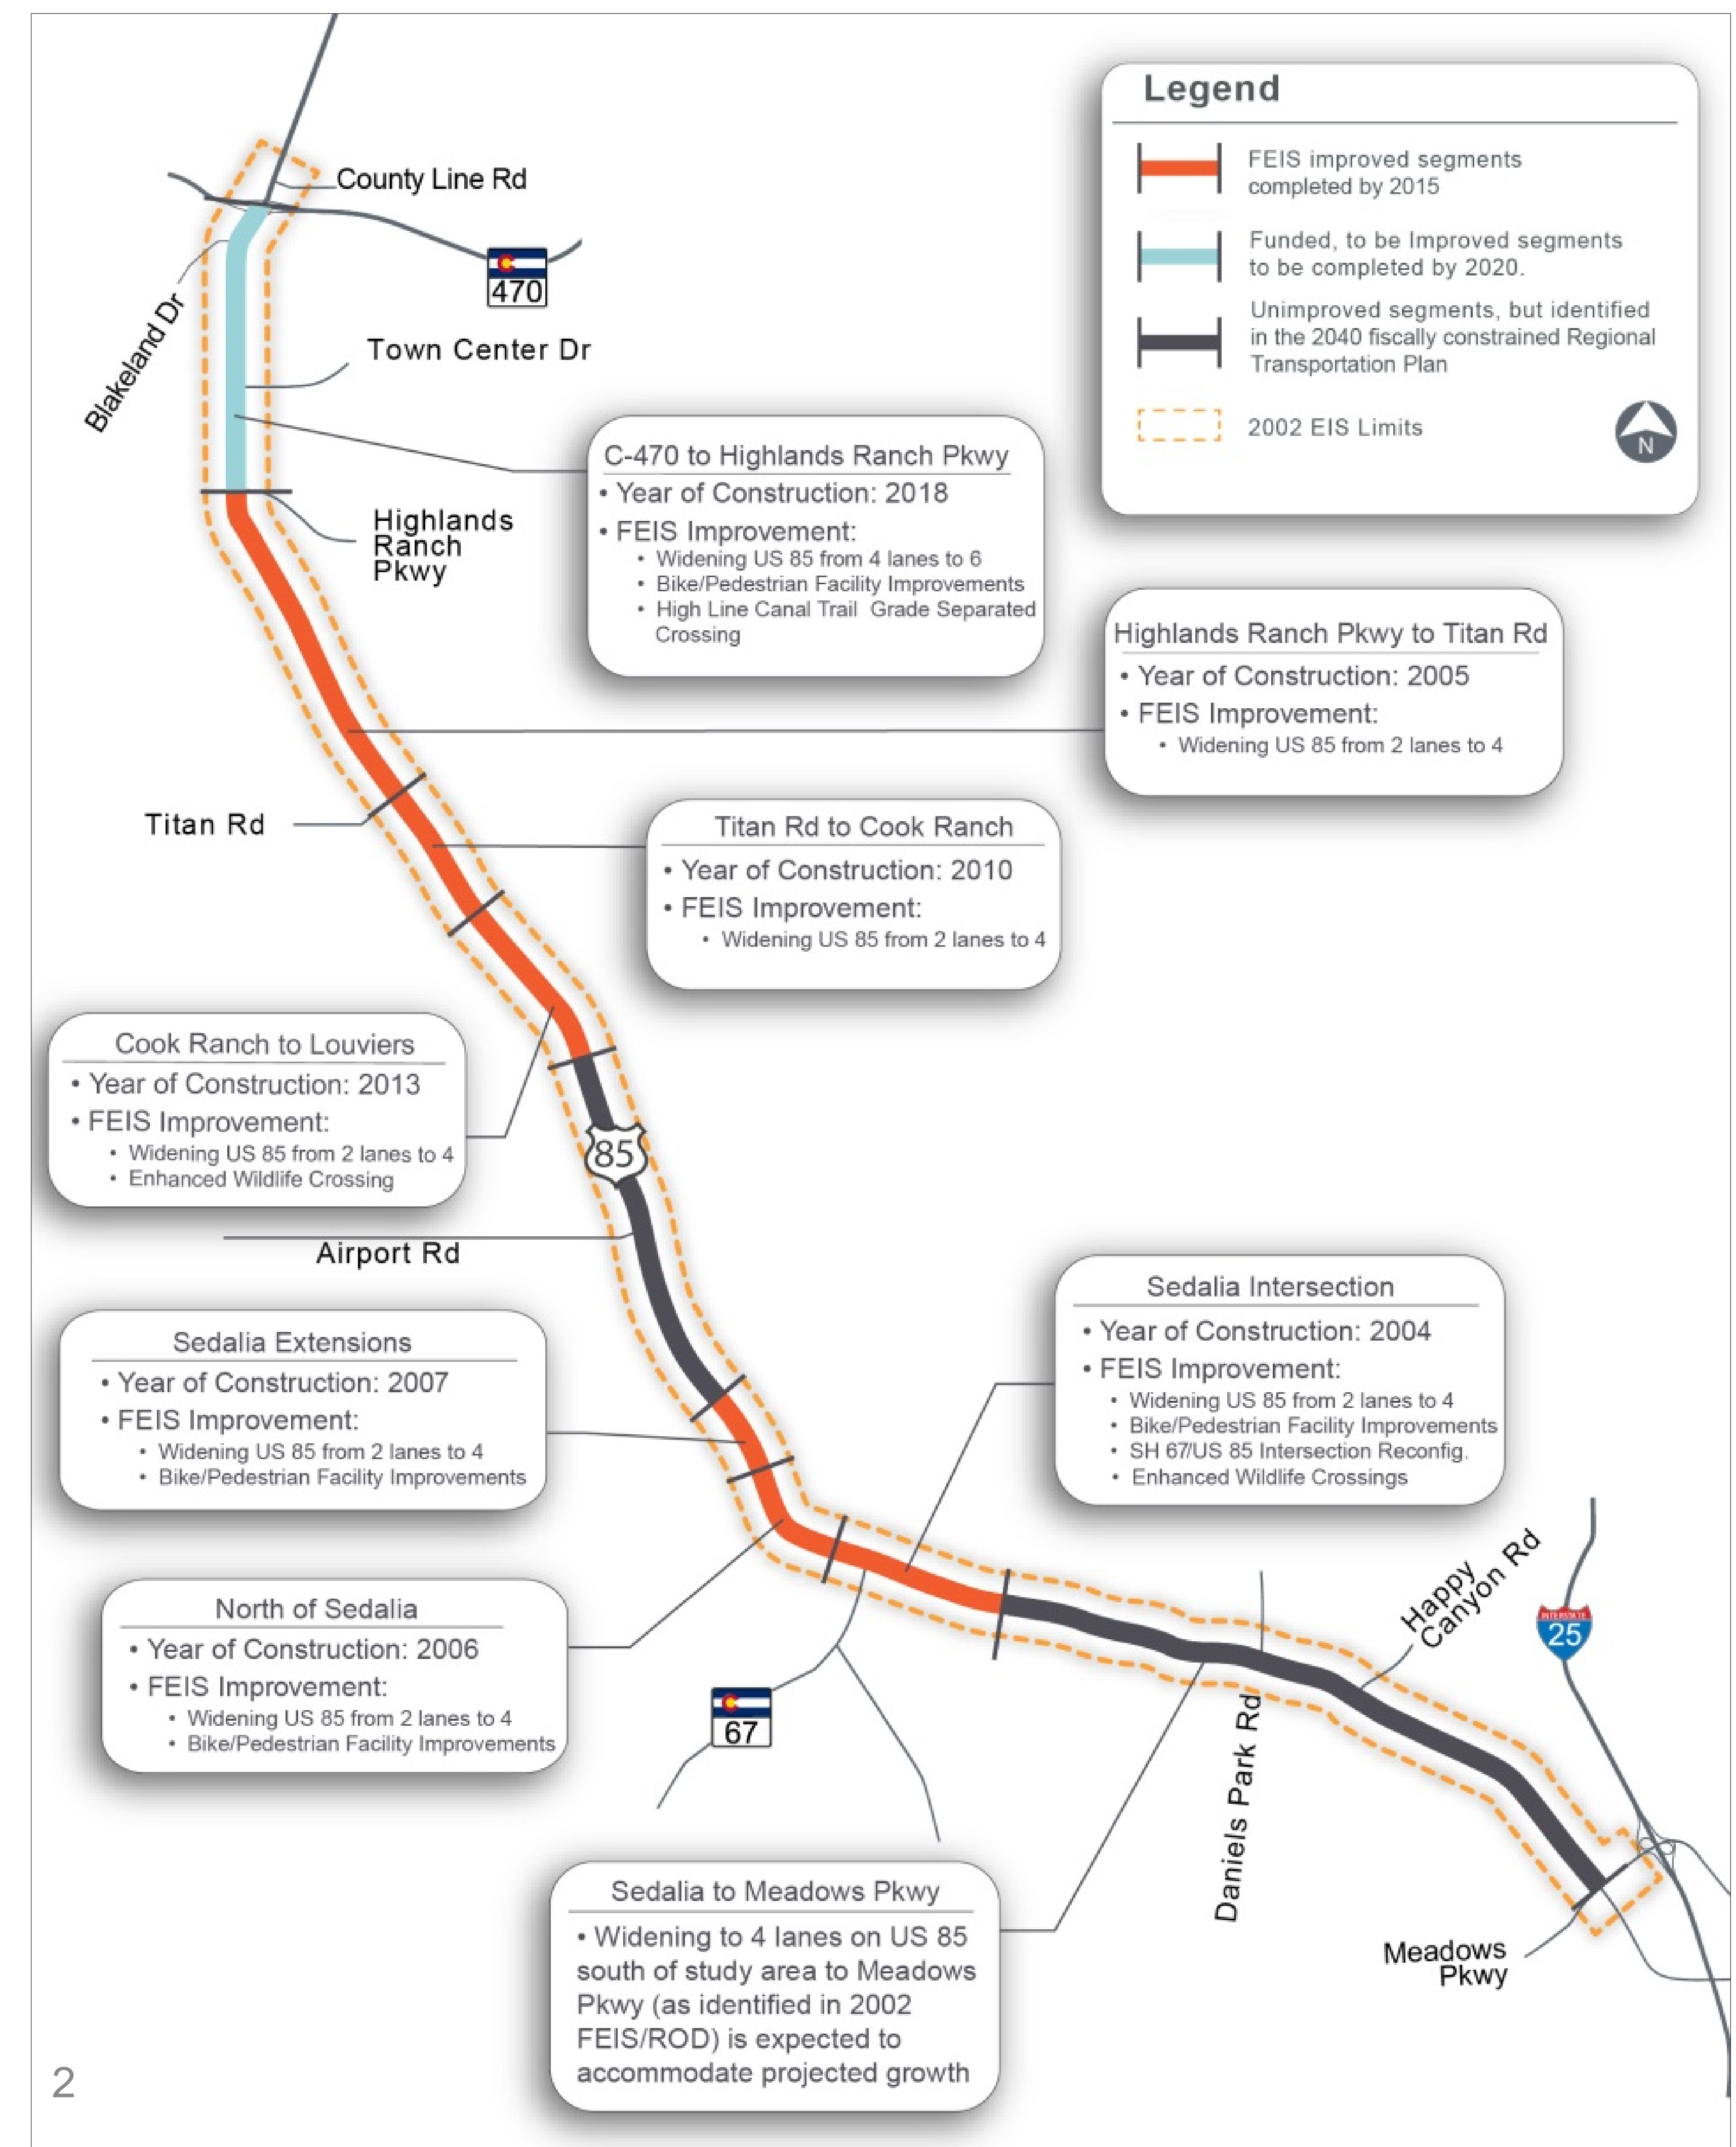 Legend
FEIS improved segments
completed by 2015
Funded, to be Improved segments
to be completed by 2020.
Unimproved segments, but identified
in the 2040 fiscally constrained Regional
Transportation Plan
2002 EIS Limits
N
County Line Rd
470
Blakeland Dr
Town Center Dr
C-470 to Highlands Ranch Pkwy
• Year of Construction: 2018
• FEIS Improvement:
• Widening US 85 from 4 lanes to 6
• Bike/Pedestrian Facility Improvements
• High Line Canal Trail Grade Separated
Crossing
Highlands
Ranch
Pkwy
Highlands Ranch Pkwy to Titan Rd
• Year of Construction: 2005
• FEIS Improvement:
• Widening US 85 from 2 lanes to 4
Titan Rd
Titan Rd to Cook Ranch
• Year of Construction: 2010
• FEIS Improvement:
• Widening US 85 from 2 lanes to 4
Cook Ranch to Louviers
• Year of Construction: 2013
• FEIS Improvement:
• Widening US 85 from 2 lanes to 4
• Enhanced Wildlife Crossing
85
Airport Rd
Sedalia Intersection
• Year of Construction: 2004
• FEIS Improvement:
• Widening US 85 from 2 lanes to 4
• Bike/Pedestrian Facility Improvements
• SH 67/US 85 Intersection Reconfig.
• Enhanced Wildlife Crossings
Sedalia Extensions
• Year of Construction: 2007
• FEIS Improvement:
• Widening US 85 from 2 lanes to 4
• Bike/Pedestrian Facility Improvements
North of Sedalia
• Year of Construction: 2006
• FEIS Improvement:
• Widening US 85 from 2 lanes to 4
• Bike/Pedestrian Facility Improvements
Happy
Canyon Rd
INTERSTATE
25
67
Daniels Park Rd
Sedalia to Meadows Pkwy
• Widening to 4 lanes on US 85
south of study area to Meadows
Pkwy (as identified in 2002
FEIS/ROD) is expected to
accommodate projected growth
Meadows
Pkwy
2